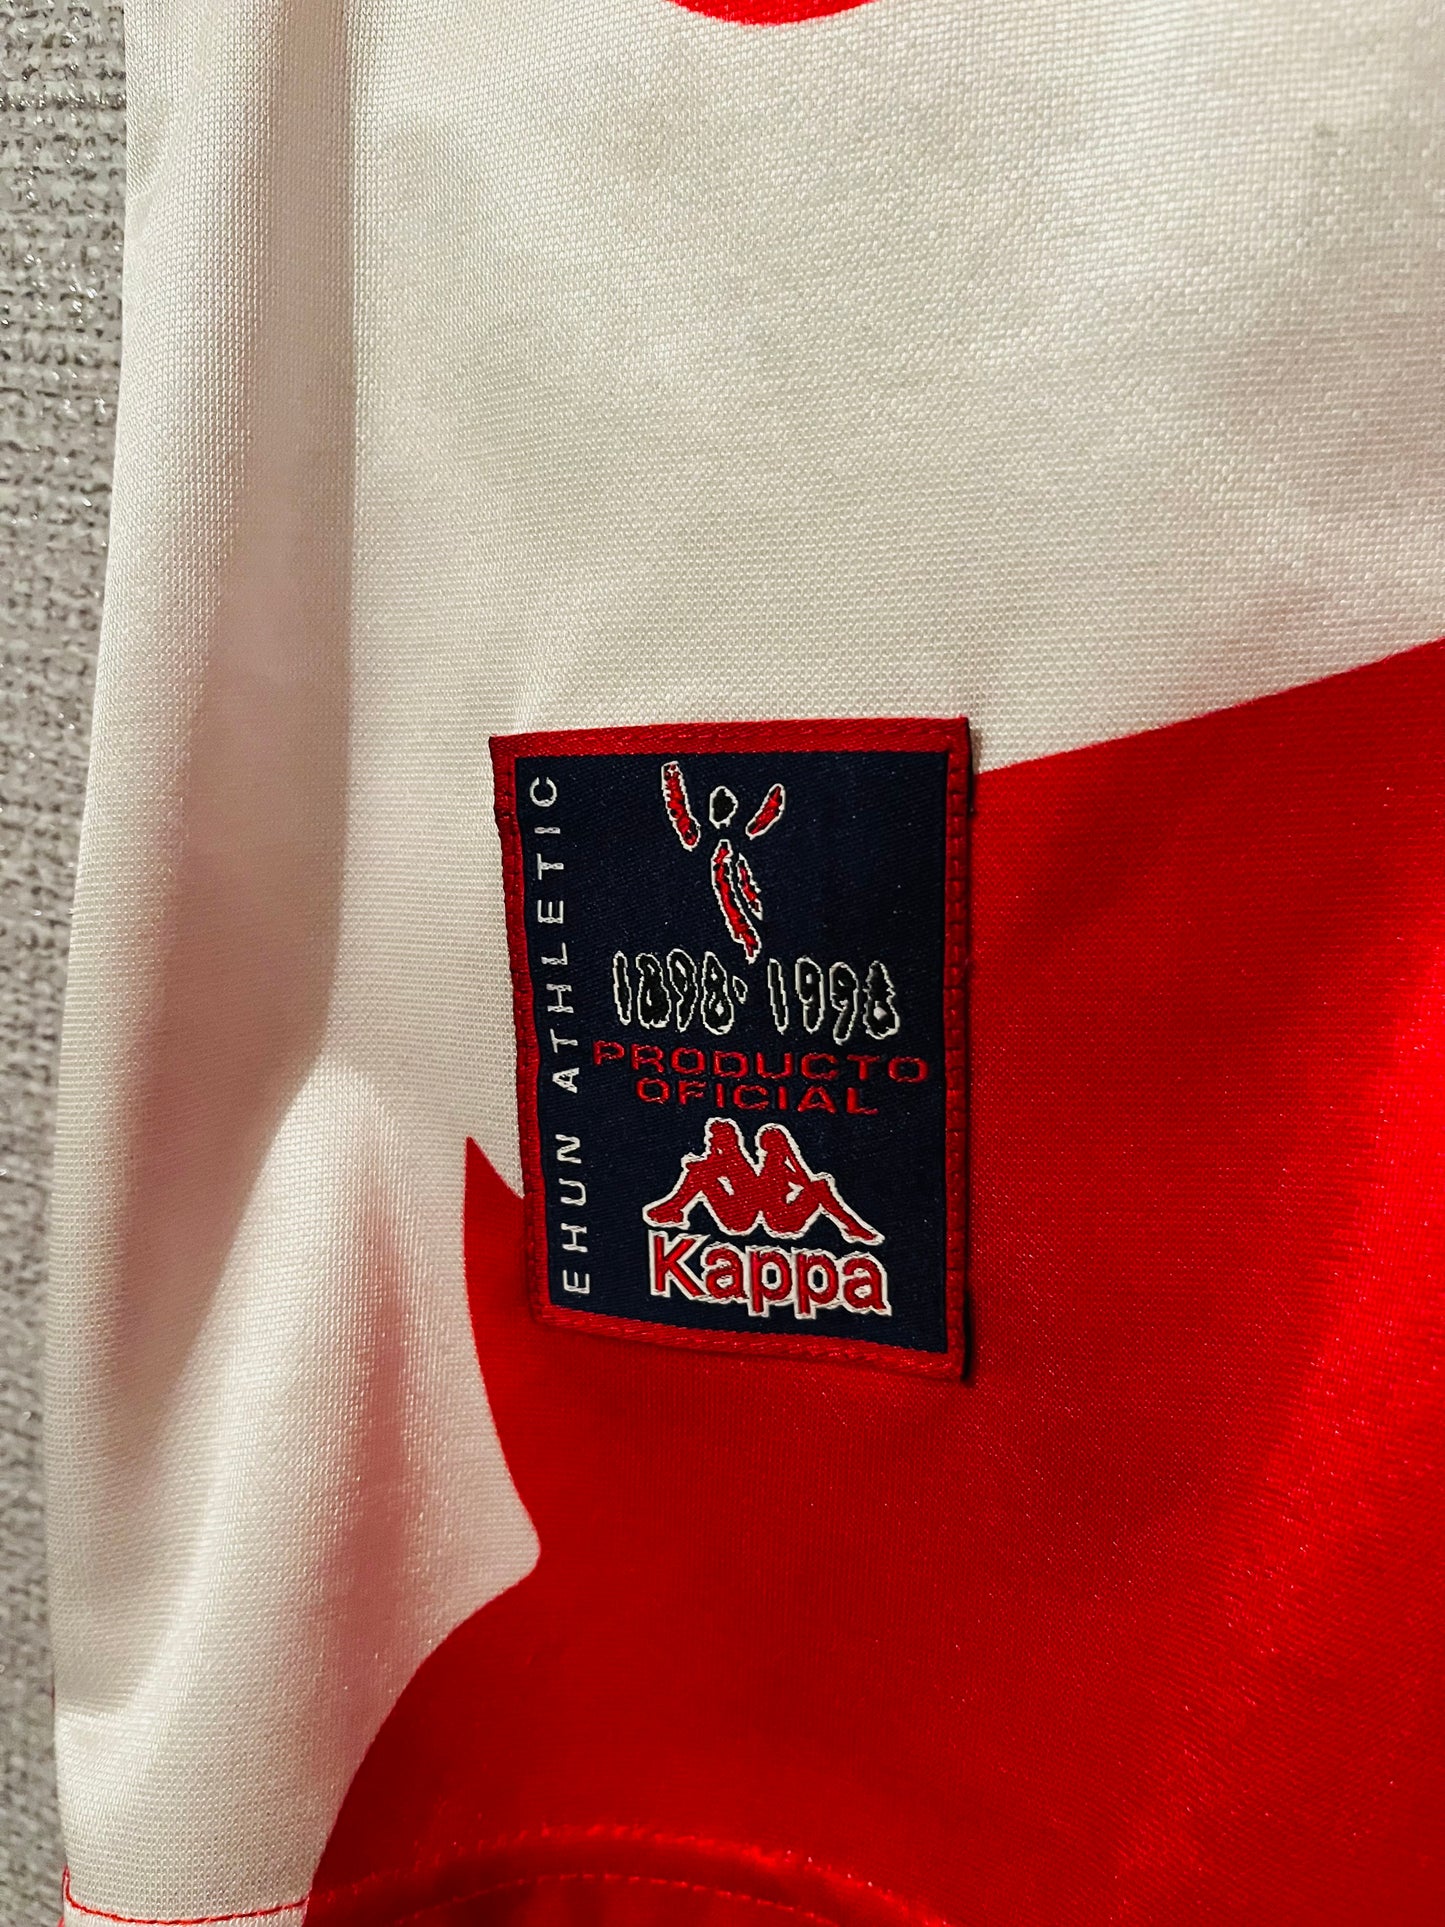 EHUN ATHLETIC
1898·1998
PRODUCTO
OFICIAL
Kappa